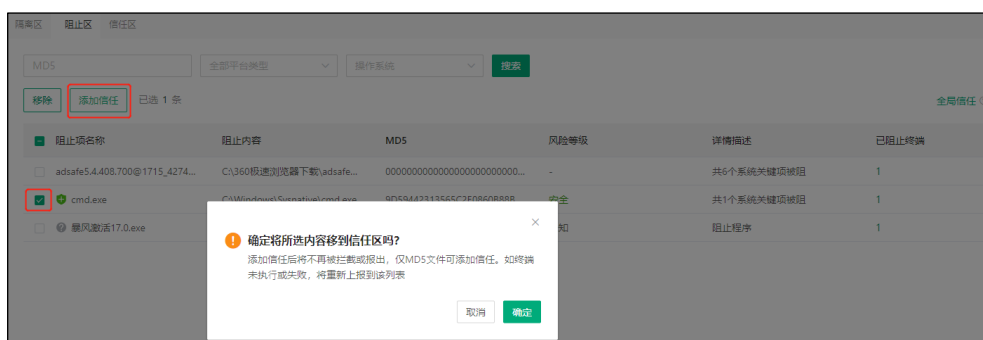 隔离区 阻止区 信任区
MD5 全部平台类型 操作系统 搜索
移除 添加信任 已选 1 条 全局信任
阻止项名称 阻止内容 MD5 风险等级 详情描述 已阻止终端
adsafe5.4.408.700@1715_4274... C:\360极速浏览器下载\adsafe... 000000000000000000000000... - 共6个系统关键项被阻 1
cmd.exe C:\Windows\Sysnative\cmd.exe 安全 共1个系统关键项被阻 1
暴风激活17.0.exe 知 阻止程序 1
确定将所选内容移到信任区吗?
添加信任后将不再被拦截或报出，仅MD5文件可添加信任。如终端
未执行或失败，将重新上报到该列表
取消 确定